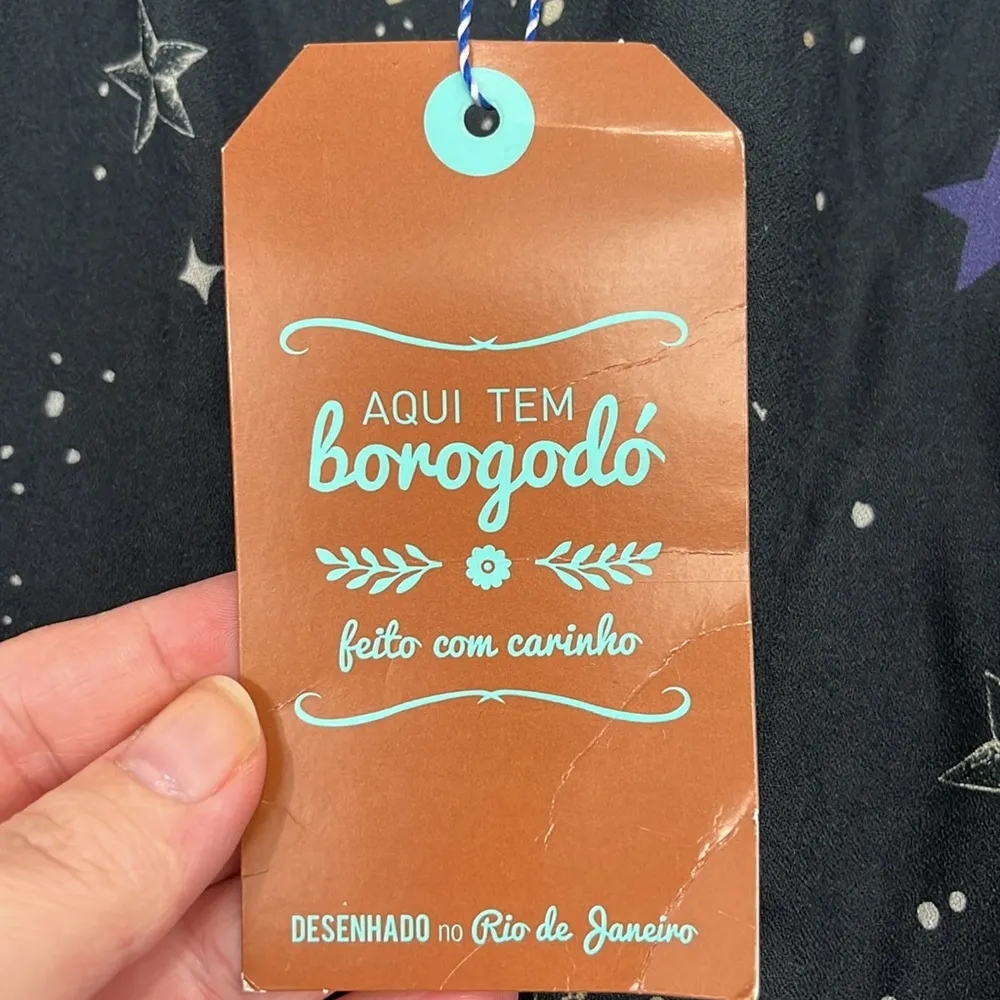 AQUI TEM
borogodó
feito com carinho
DESENHADO no Rio de Janeiro